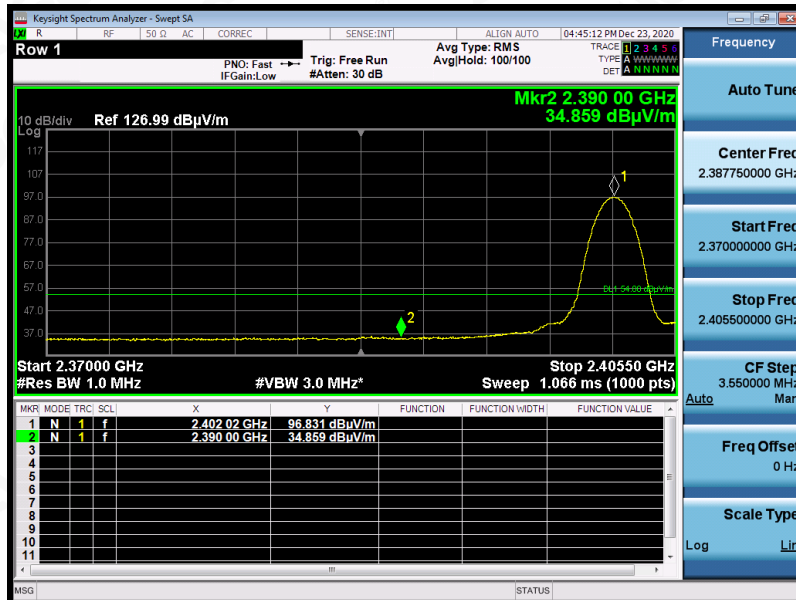 Keysight Spectrum Analyzer - Swept SA
LXI R RF 50 Ω AC CORREC SENSE:INT ALIGN AUTO 04:45:12 PM Dec 23, 2020
Row 1
PNO: Fast
IFGain:Low
Trig: Free Run
#Atten: 30 dB
Avg Type: RMS
Avg|Hold: 100/100
TRACE 1 2 3 4 5 6
TYPE A WWWWW
DET A N N N N N
Mkr2 2.390 00 GHz
34.859 dBµV/m
10 dB/div Ref 126.99 dBµV/m
Log
117
107
97.0
87.0
77.0
67.0
57.0
47.0
37.0
1
2
DL1 54.00 dBµV/m
Start 2.37000 GHz Stop 2.40550 GHz
#Res BW 1.0 MHz #VBW 3.0 MHz* Sweep 1.066 ms (1000 pts)
MKR MODE TRC SCL X Y FUNCTION FUNCTION WIDTH FUNCTION VALUE
1 N 1 f 2.402 02 GHz 96.831 dBµV/m
2 N 1 f 2.390 00 GHz 34.859 dBµV/m
3
4
5
6
7
8
9
10
11
MSG STATUS
Frequency
Auto Tune
Center Freq
2.387750000 GHz
Start Freq
2.370000000 GHz
Stop Freq
2.405500000 GHz
CF Step
3.550000 MHz
Auto Man
Freq Offset
0 Hz
Scale Type
Log Lin